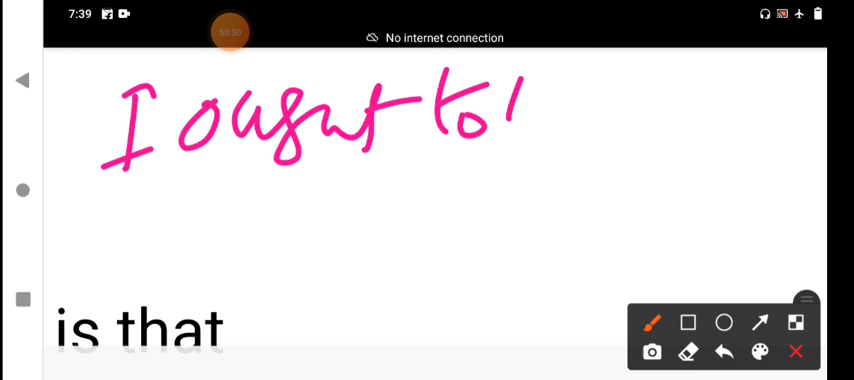 7:39
50:50
No internet connection
I ought to
is that